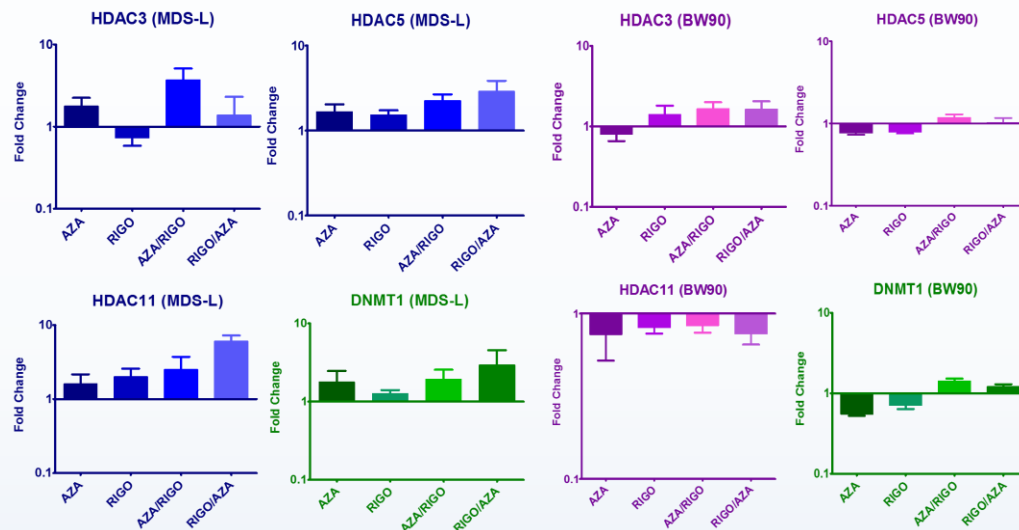 HDAC3 (MDS-L)
Fold Change
10
1
0.1
AZA
RIGO
AZA/RIGO
RIGO/AZA
HDAC5 (MDS-L)
Fold Change
10
1
0.1
AZA
RIGO
AZA/RIGO
RIGO/AZA
HDAC3 (BW90)
Fold Change
10
1
0.1
AZA
RIGO
AZA/RIGO
RIGO/AZA
HDAC5 (BW90)
Fold Change
10
1
0.1
AZA
RIGO
AZA/RIGO
RIGO/AZA
HDAC11 (MDS-L)
Fold Change
10
1
0.1
AZA
RIGO
AZA/RIGO
RIGO/AZA
DNMT1 (MDS-L)
Fold Change
10
1
0.1
AZA
RIGO
AZA/RIGO
RIGO/AZA
HDAC11 (BW90)
Fold Change
1
0.1
AZA
RIGO
AZA/RIGO
RIGO/AZA
DNMT1 (BW90)
Fold Change
10
1
0.1
AZA
RIGO
AZA/RIGO
RIGO/AZA